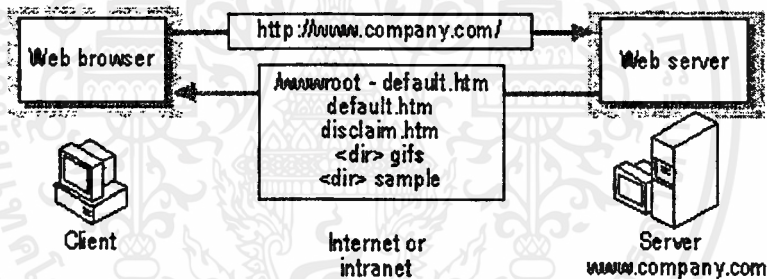 http://www.company.com/
Web browser
Web server
/wwwroot - default.htm
default.htm
disclaim.htm
<dir> gifs
<dir> sample
Client
Internet or
intranet
Server
www.company.com